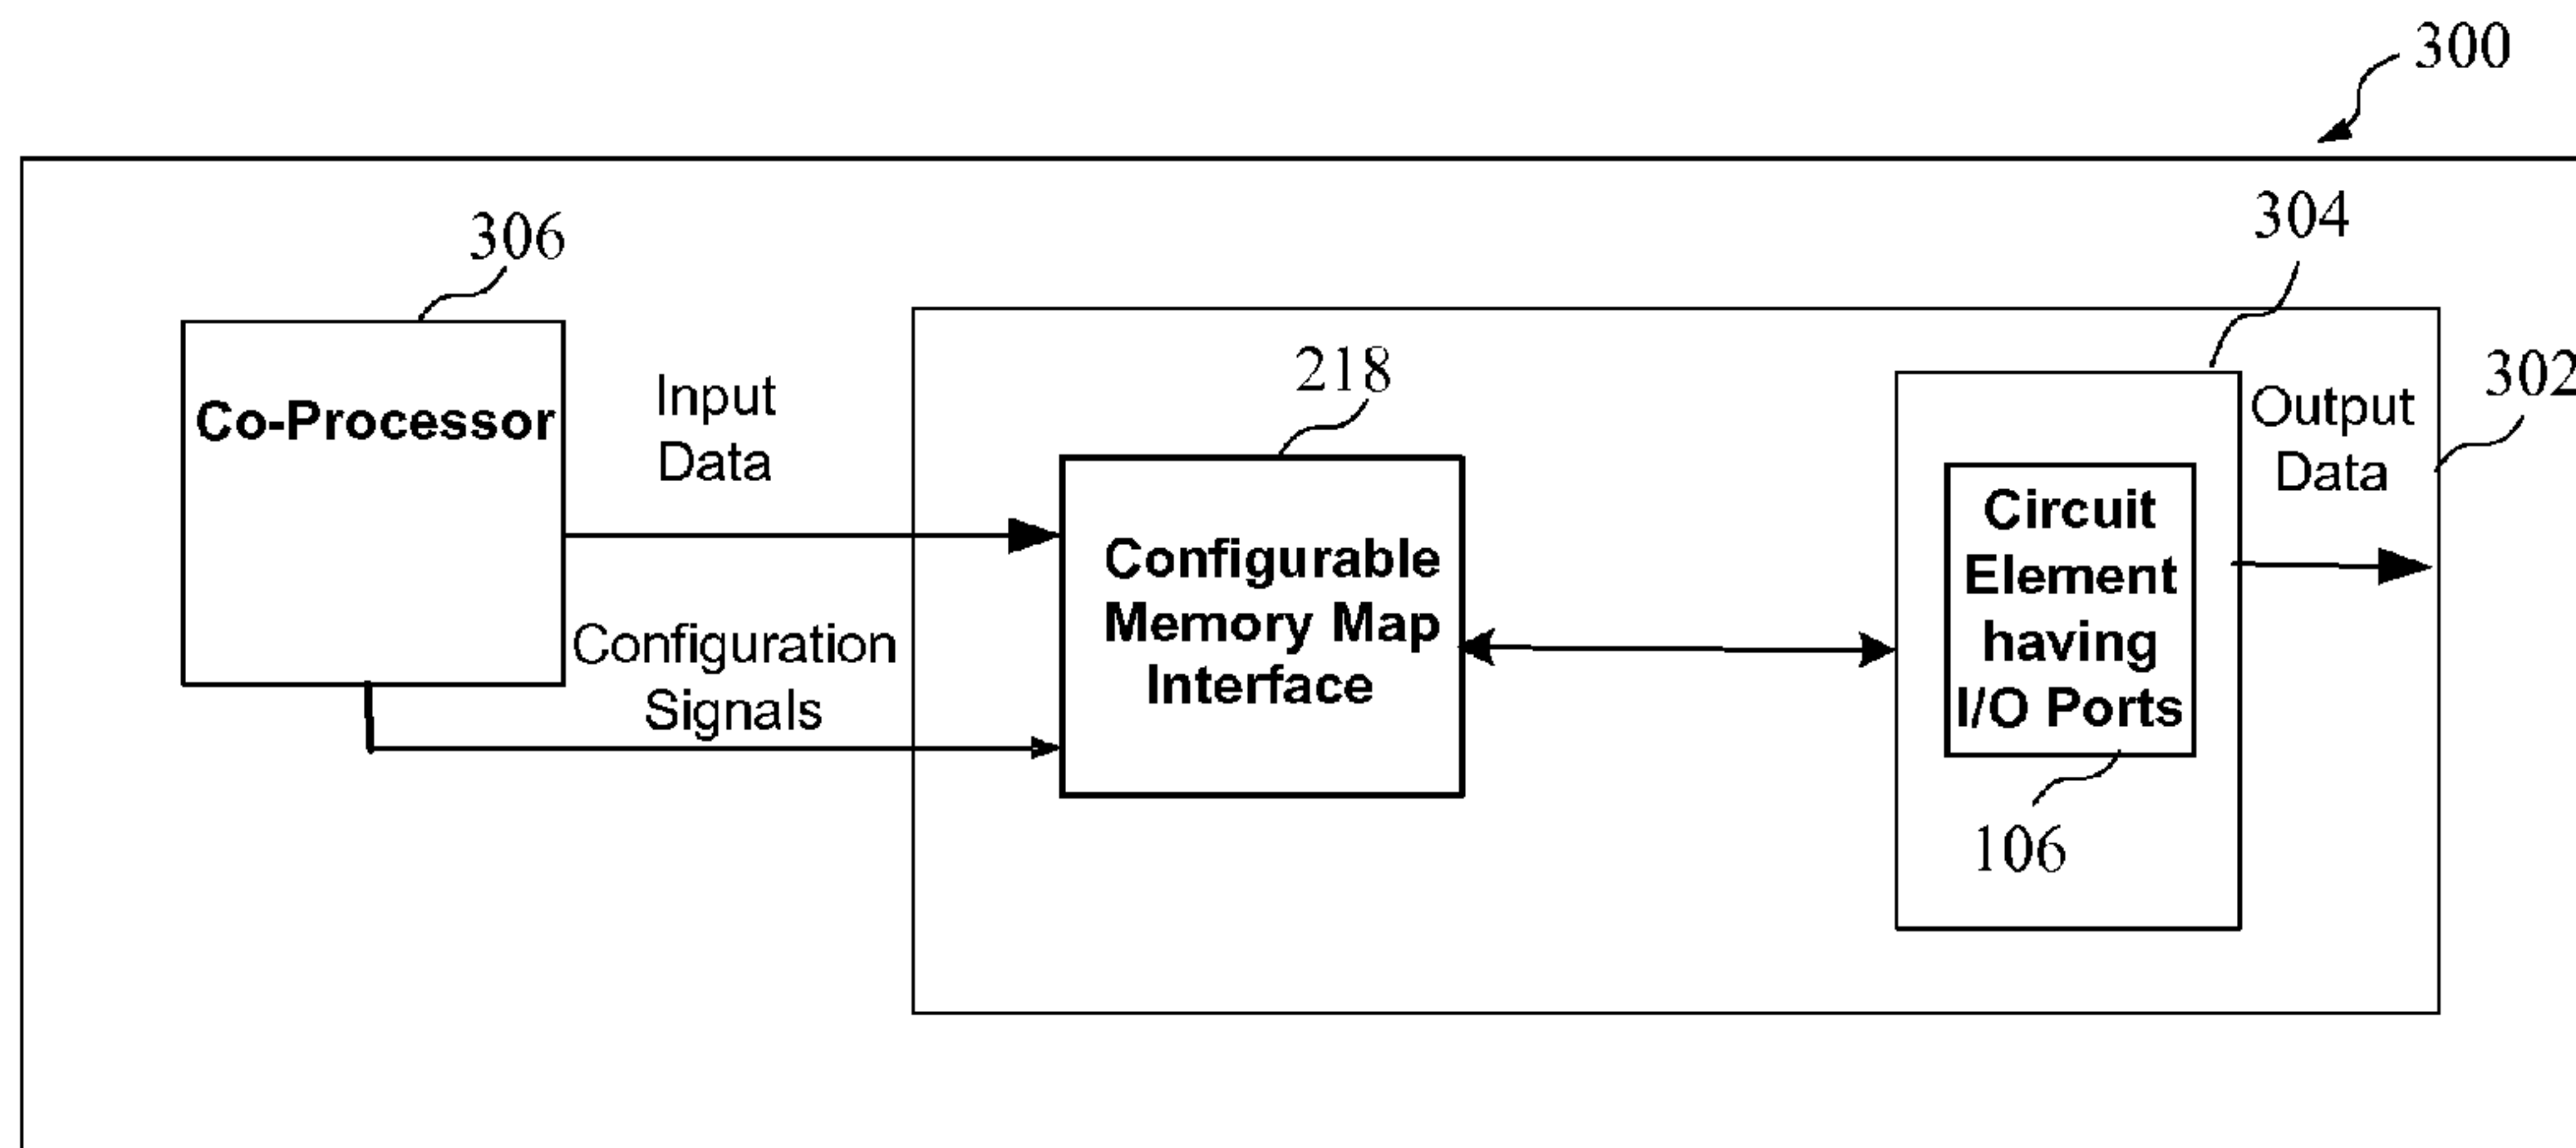 300
304
306
Co-Processor
Input
Data
218
302
Output
Data
Configurable
Memory Map
Interface
Circuit
Element
having
I/O Ports
Configuration
Signals
106